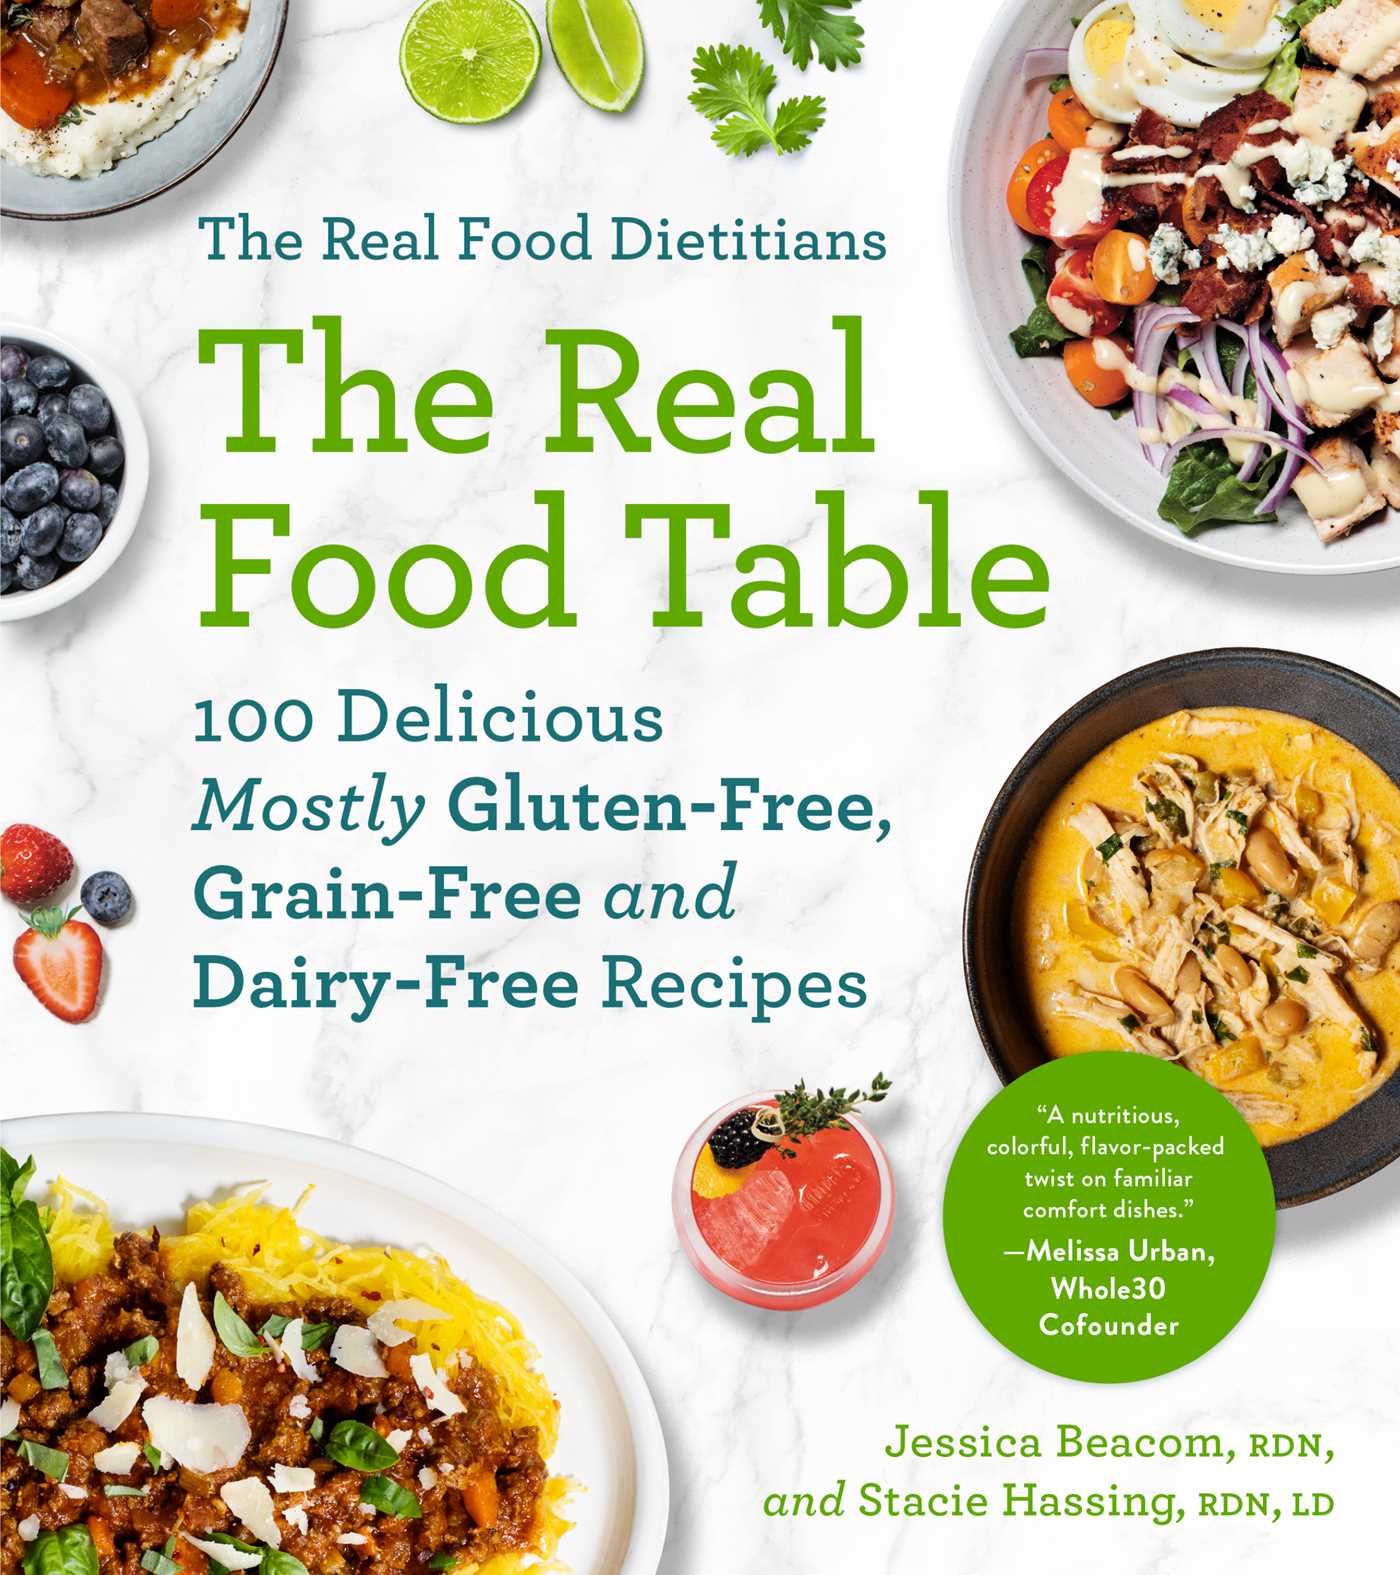 The Real Food Dietitians
The Real
Food Table
100 Delicious
Mostly Gluten-Free,
Grain-Free and
Dairy-Free Recipes
“A nutritious,
colorful, flavor-packed
twist on familiar
comfort dishes.”
—Melissa Urban,
Whole30
Cofounder
Jessica Beacom, RDN,
and Stacie Hassing, RDN, LD